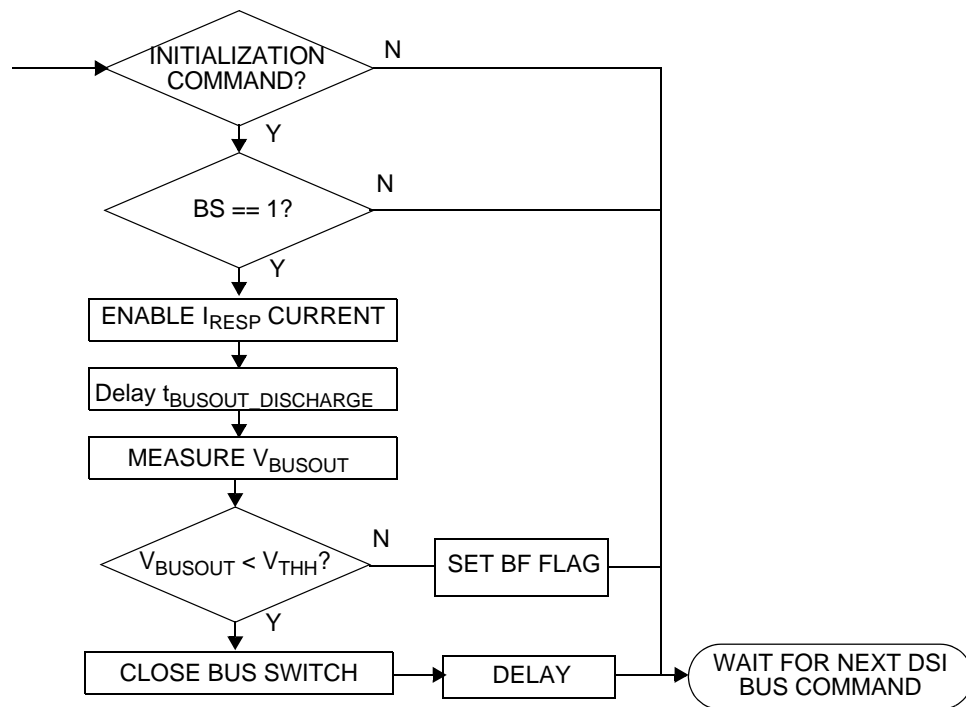 INITIALIZATION
COMMAND?
N
Y
BS == 1?
N
Y
ENABLE IRESP CURRENT
Delay tBUSOUT_DISCHARGE
MEASURE VBUSOUT
VBUSOUT < VTHH?
N
SET BF FLAG
Y
CLOSE BUS SWITCH
DELAY
WAIT FOR NEXT DSI
BUS COMMAND